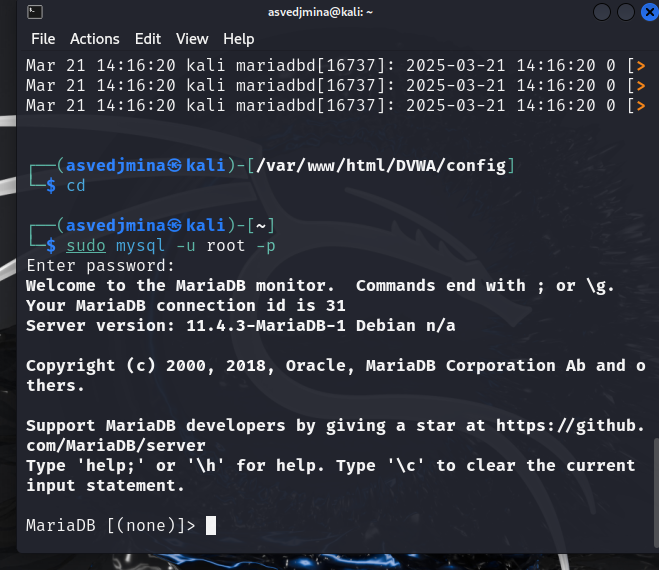 asvedjmina@kali: ~
File Actions Edit View Help
Mar 21 14:16:20 kali mariadbd[16737]: 2025-03-21 14:16:20 0 [>
Mar 21 14:16:20 kali mariadbd[16737]: 2025-03-21 14:16:20 0 [>
Mar 21 14:16:20 kali mariadbd[16737]: 2025-03-21 14:16:20 0 [>
┌──(asvedjmina㉿kali)-[/var/www/html/DVWA/config]
└─$ cd
┌──(asvedjmina㉿kali)-[~]
└─$ sudo mysql -u root -p
Enter password:
Welcome to the MariaDB monitor.  Commands end with ; or \g.
Your MariaDB connection id is 31
Server version: 11.4.3-MariaDB-1 Debian n/a
Copyright (c) 2000, 2018, Oracle, MariaDB Corporation Ab and o
thers.
Support MariaDB developers by giving a star at https://github.
com/MariaDB/server
Type 'help;' or '\h' for help. Type '\c' to clear the current
input statement.
MariaDB [(none)]>